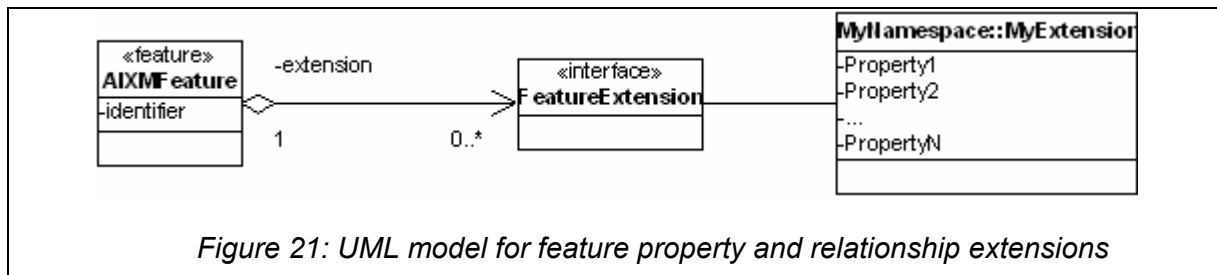 «feature»
AIXMFeature
-identifier
-extension
1
0..*
«interface»
FeatureExtension
MyNamespace::MyExtension
-Property1
-Property2
-...
-PropertyN
Figure 21: UML model for feature property and relationship extensions